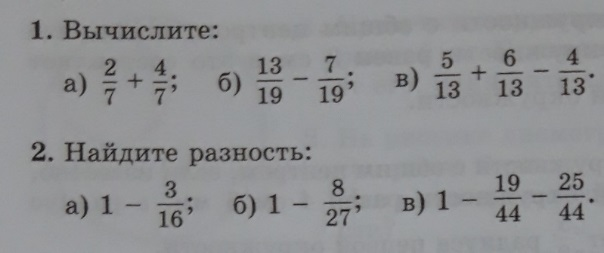 1. Вычислите:
а) 2/7 + 4/7; б) 13/19 − 7/19; в) 5/13 + 6/13 − 4/13.
2. Найдите разность:
а) 1 − 3/16; б) 1 − 8/27; в) 1 − 19/44 − 25/44.